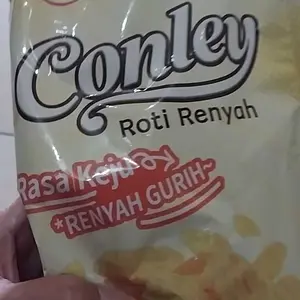 Conley
Roti Renyah
Rasa Keju
*RENYAH GURIH~